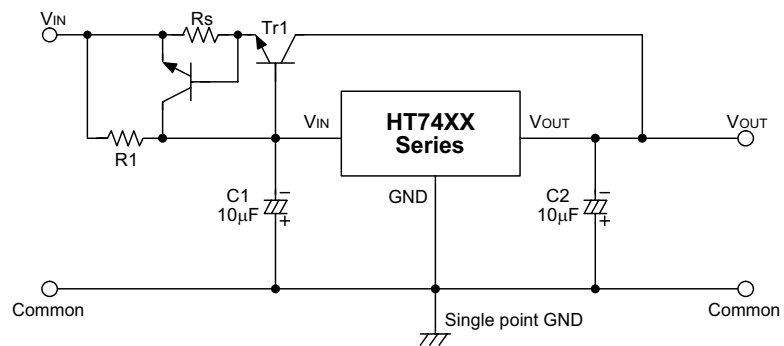 VIN
Rs
Tr1
R1
VIN
HT74XX
Series
VOUT
VOUT
C1
10µF
−
+
GND
C2
10µF
−
+
Common
Single point GND
Common